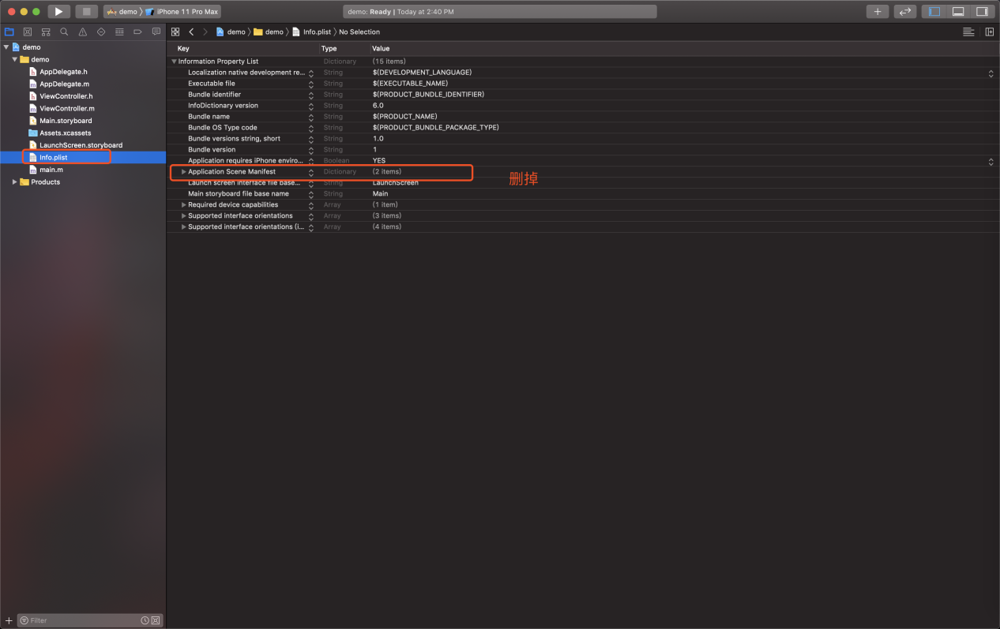 demo 〉 iPhone 11 Pro Max
demo: Ready | Today at 2:40 PM
demo 〉 demo 〉 Info.plist 〉 No Selection
demo
demo
AppDelegate.h
AppDelegate.m
ViewController.h
ViewController.m
Main.storyboard
Assets.xcassets
LaunchScreen.storyboard
Info.plist
main.m
Products
Filter
Key Type Value
Information Property List Dictionary (15 items)
Localization native development re... String $(DEVELOPMENT_LANGUAGE)
Executable file String $(EXECUTABLE_NAME)
Bundle identifier String $(PRODUCT_BUNDLE_IDENTIFIER)
InfoDictionary version String 6.0
Bundle name String $(PRODUCT_NAME)
Bundle OS Type code String $(PRODUCT_BUNDLE_PACKAGE_TYPE)
Bundle versions string, short String 1.0
Bundle version String 1
Application requires iPhone enviro... Boolean YES
Application Scene Manifest Dictionary (2 items)
删掉
Launch screen interface file base... String LaunchScreen
Main storyboard file base name String Main
Required device capabilities Array (1 item)
Supported interface orientations Array (3 items)
Supported interface orientations (i... Array (4 items)